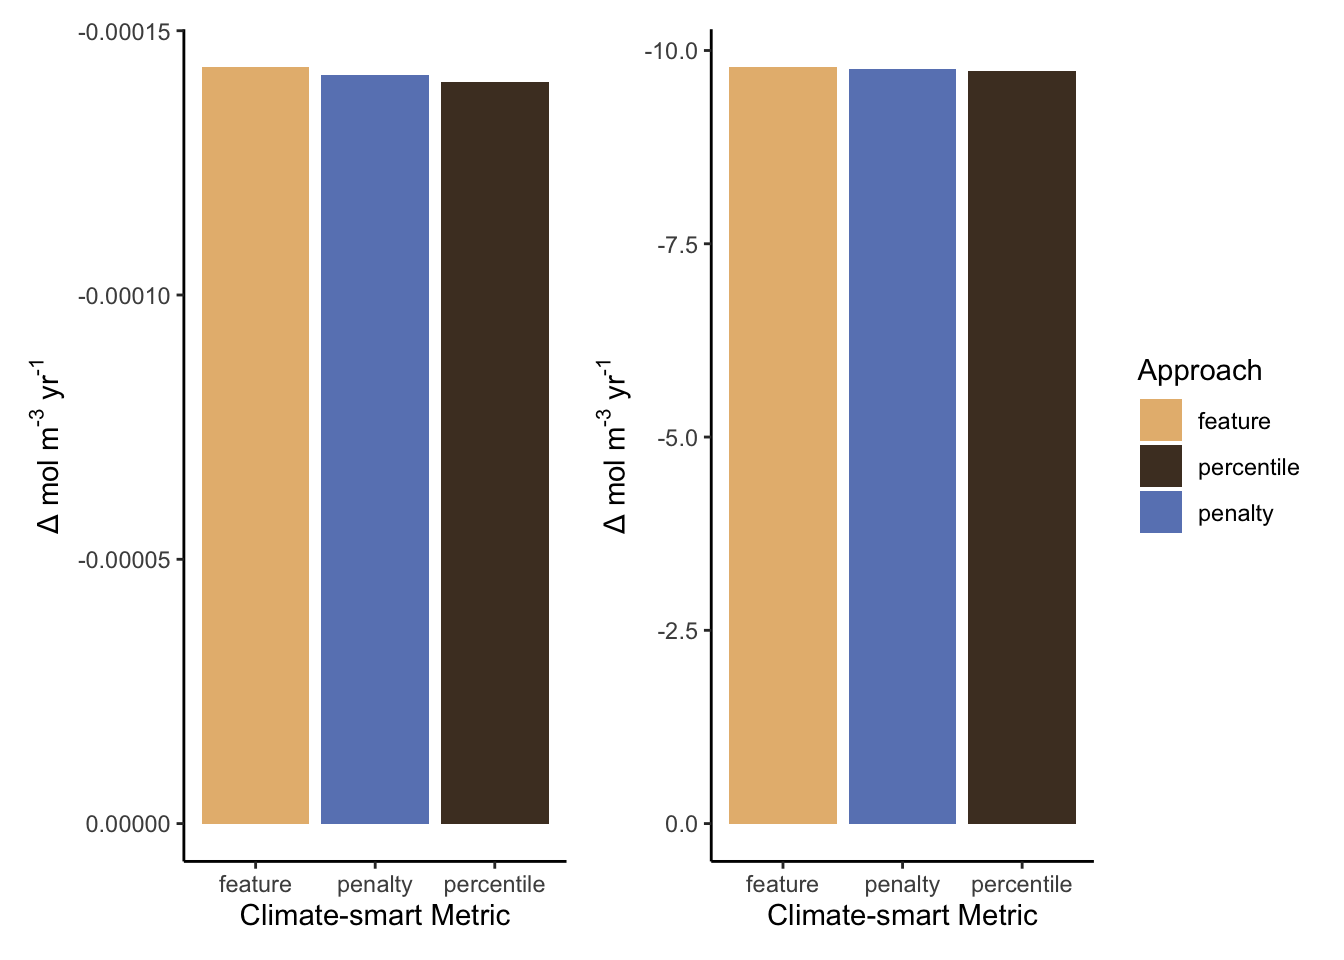 -0.00015
-0.00010
-0.00005
0.00000
Δ mol m⁻³ yr⁻¹
feature penalty percentile
Climate-smart Metric
-10.0
-7.5
-5.0
-2.5
0.0
Δ mol m⁻³ yr⁻¹
feature penalty percentile
Climate-smart Metric
Approach
feature
percentile
penalty